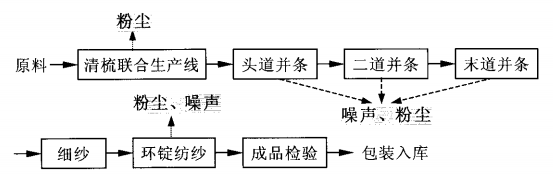 粉尘
原料 清梳联合生产线 头道并条 二道并条 末道并条
粉尘、噪声 噪声、粉尘
细纱 环锭纺纱 成品检验 包装入库